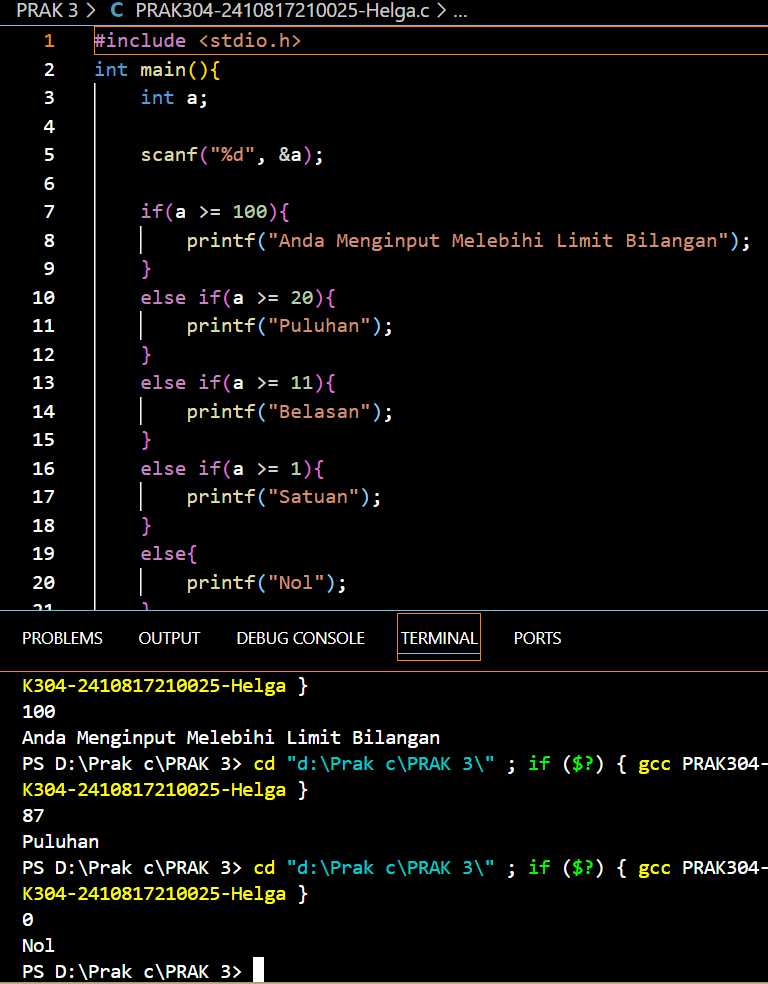 PRAK 3 > C PRAK304-2410817210025-Helga.c > ...
1 #include <stdio.h>
2 int main(){
3     int a;
4
5     scanf("%d", &a);
6
7     if(a >= 100){
8         printf("Anda Menginput Melebihi Limit Bilangan");
9     }
10     else if(a >= 20){
11         printf("Puluhan");
12     }
13     else if(a >= 11){
14         printf("Belasan");
15     }
16     else if(a >= 1){
17         printf("Satuan");
18     }
19     else{
20         printf("Nol");
21     }
PROBLEMS OUTPUT DEBUG CONSOLE TERMINAL PORTS
K304-2410817210025-Helga }
100
Anda Menginput Melebihi Limit Bilangan
PS D:\Prak c\PRAK 3> cd "d:\Prak c\PRAK 3\" ; if ($?) { gcc PRAK304-
K304-2410817210025-Helga }
87
Puluhan
PS D:\Prak c\PRAK 3> cd "d:\Prak c\PRAK 3\" ; if ($?) { gcc PRAK304-
K304-2410817210025-Helga }
0
Nol
PS D:\Prak c\PRAK 3>